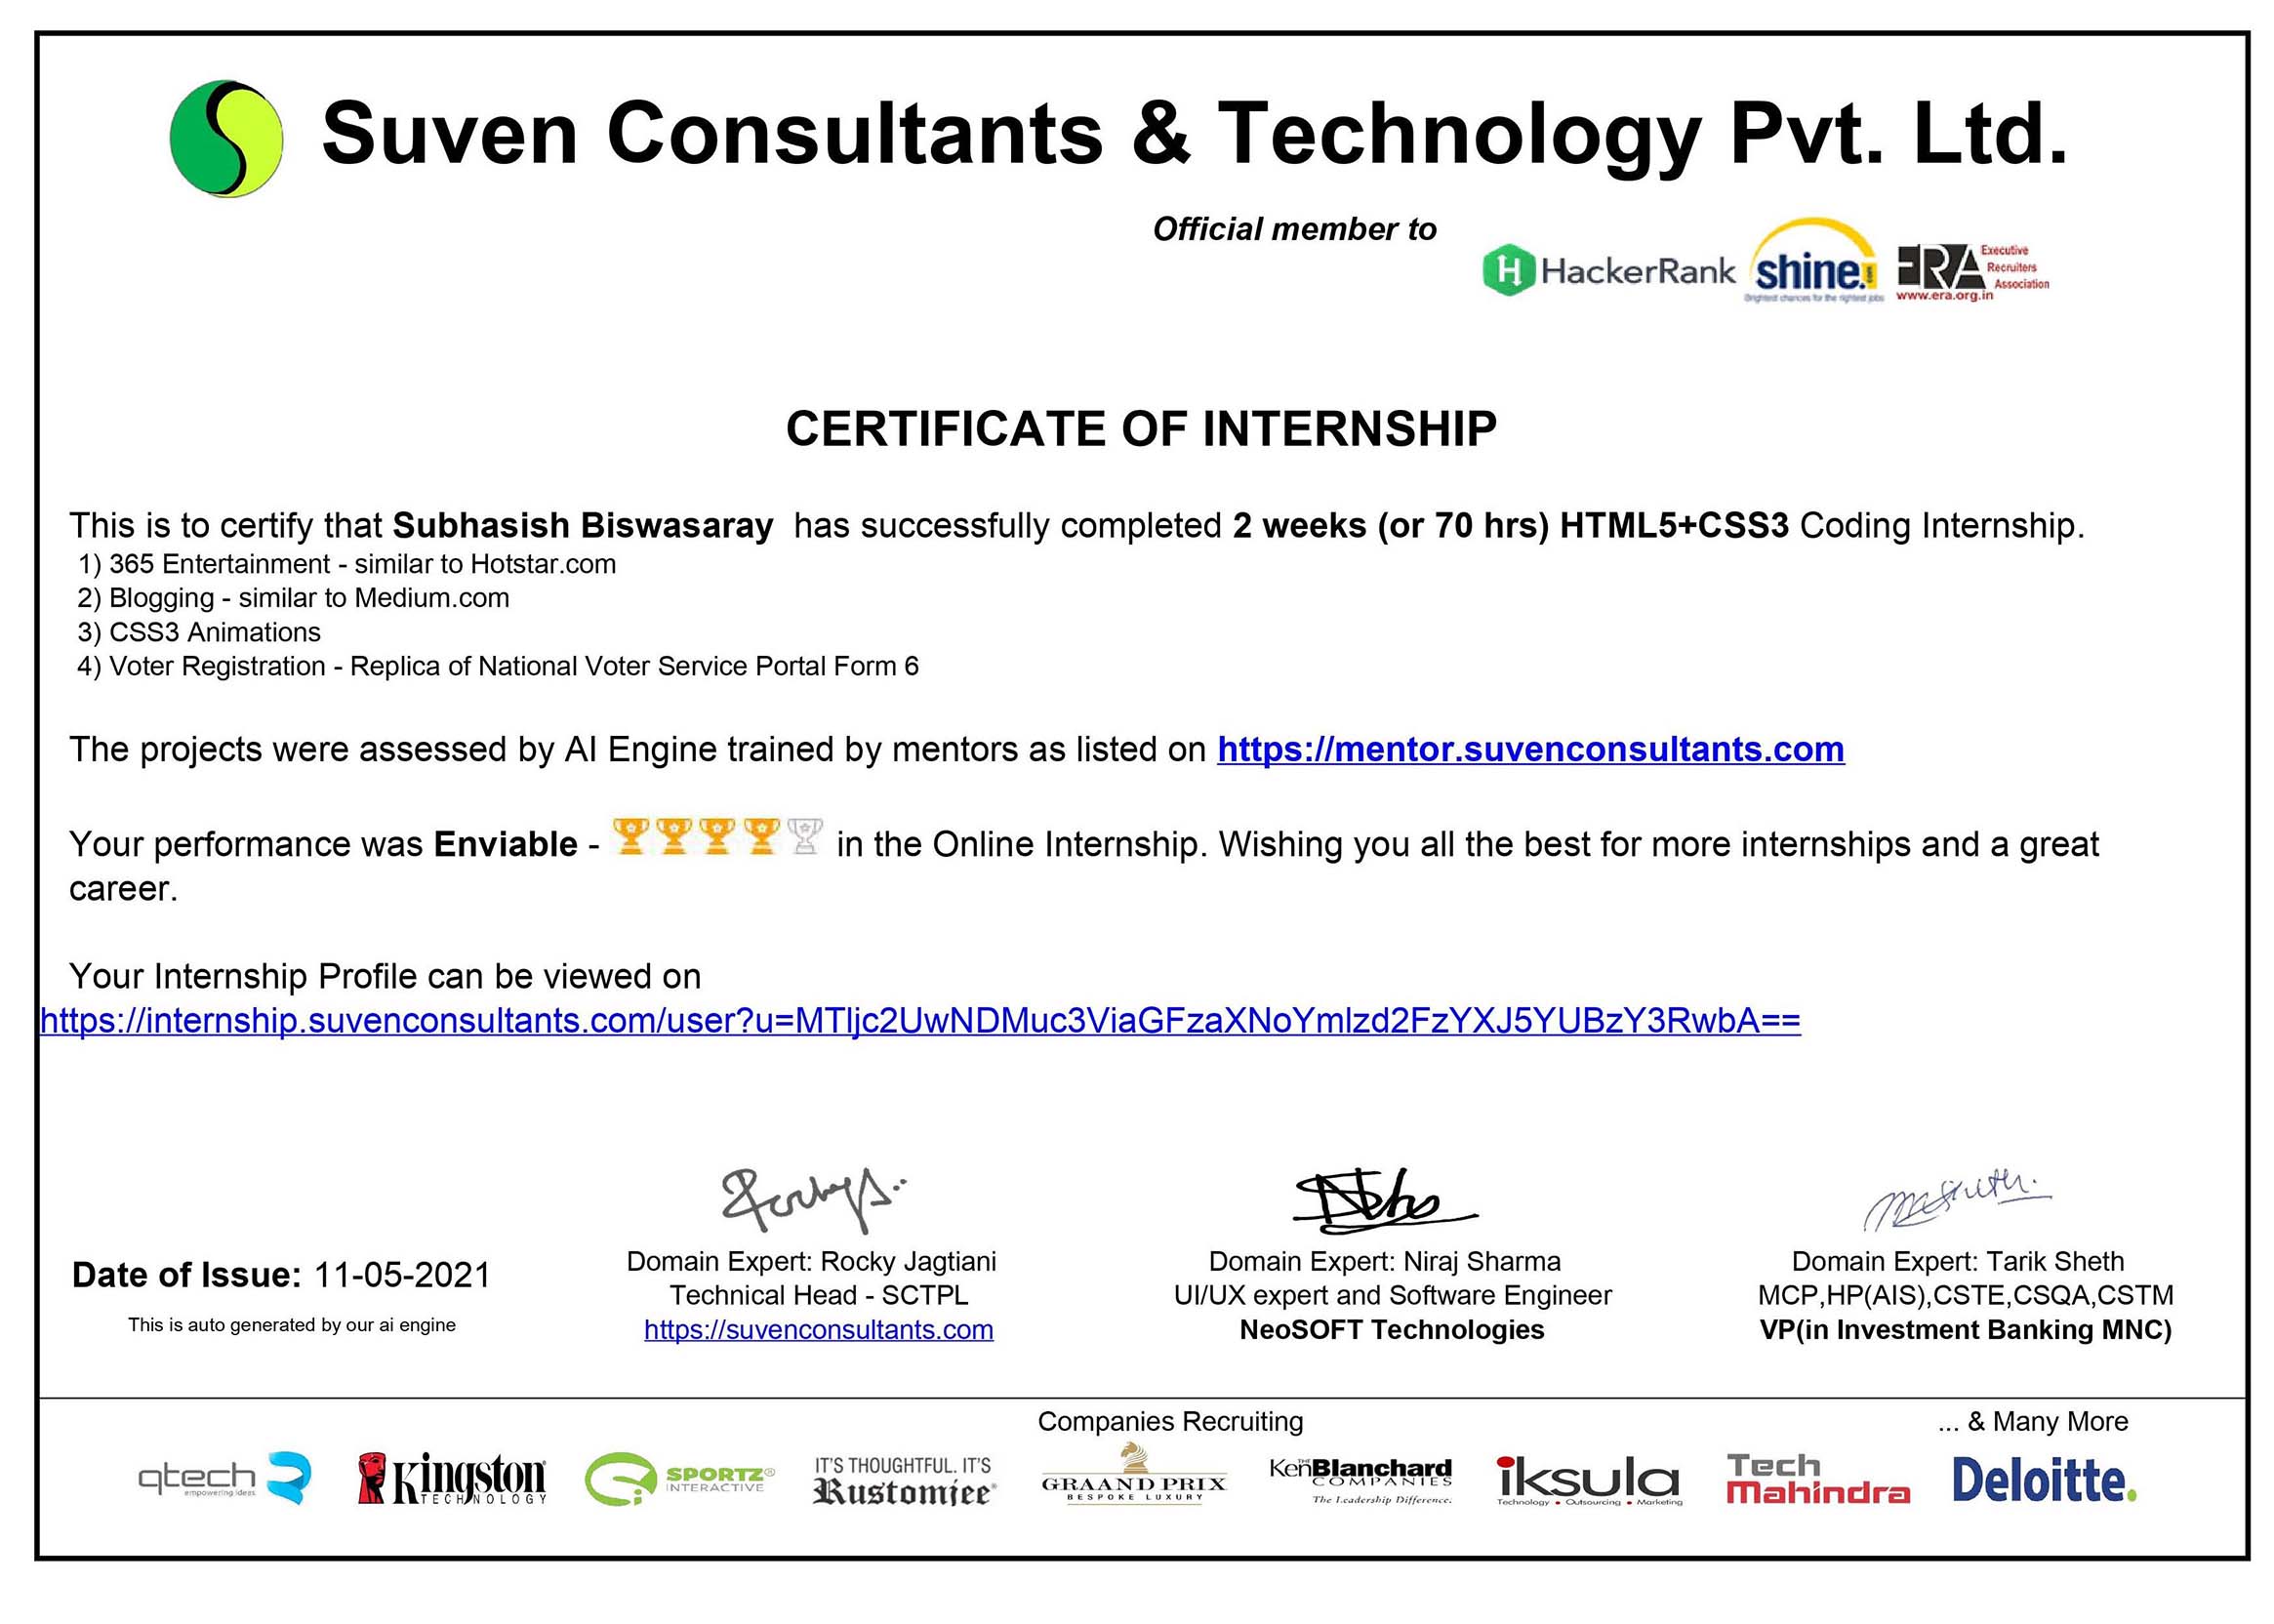 Suven Consultants & Technology Pvt. Ltd.
Official member to
HackerRank
shine.com
Brightest chances for the rightest jobs
ERA Executive Recruiters Association
www.era.org.in
CERTIFICATE OF INTERNSHIP
This is to certify that Subhasish Biswasaray has successfully completed 2 weeks (or 70 hrs) HTML5+CSS3 Coding Internship.
1) 365 Entertainment - similar to Hotstar.com
2) Blogging - similar to Medium.com
3) CSS3 Animations
4) Voter Registration - Replica of National Voter Service Portal Form 6
The projects were assessed by AI Engine trained by mentors as listed on https://mentor.suvenconsultants.com
Your performance was Enviable - in the Online Internship. Wishing you all the best for more internships and a great
career.
Your Internship Profile can be viewed on
https://internship.suvenconsultants.com/user?u=MTIjc2UwNDMuc3ViaGFzaXNoYmlzd2FzYXJ5YUBzY3RwbA==
Date of Issue: 11-05-2021
This is auto generated by our ai engine
Domain Expert: Rocky Jagtiani
Technical Head - SCTPL
https://suvenconsultants.com
Domain Expert: Niraj Sharma
UI/UX expert and Software Engineer
NeoSOFT Technologies
Domain Expert: Tarik Sheth
MCP,HP(AIS),CSTE,CSQA,CSTM
VP(in Investment Banking MNC)
Companies Recruiting
... & Many More
qtech
empowering ideas
Kingston
TECHNOLOGY
SPORTZ®
INTERACTIVE
IT'S THOUGHTFUL. IT'S
Rustomjee®
GRAAND PRIX
BESPOKE LUXURY
THE
KenBlanchard
COMPANIES
The Leadership Difference.
iksula
Technology • Outsourcing • Marketing
Tech
Mahindra
Deloitte.